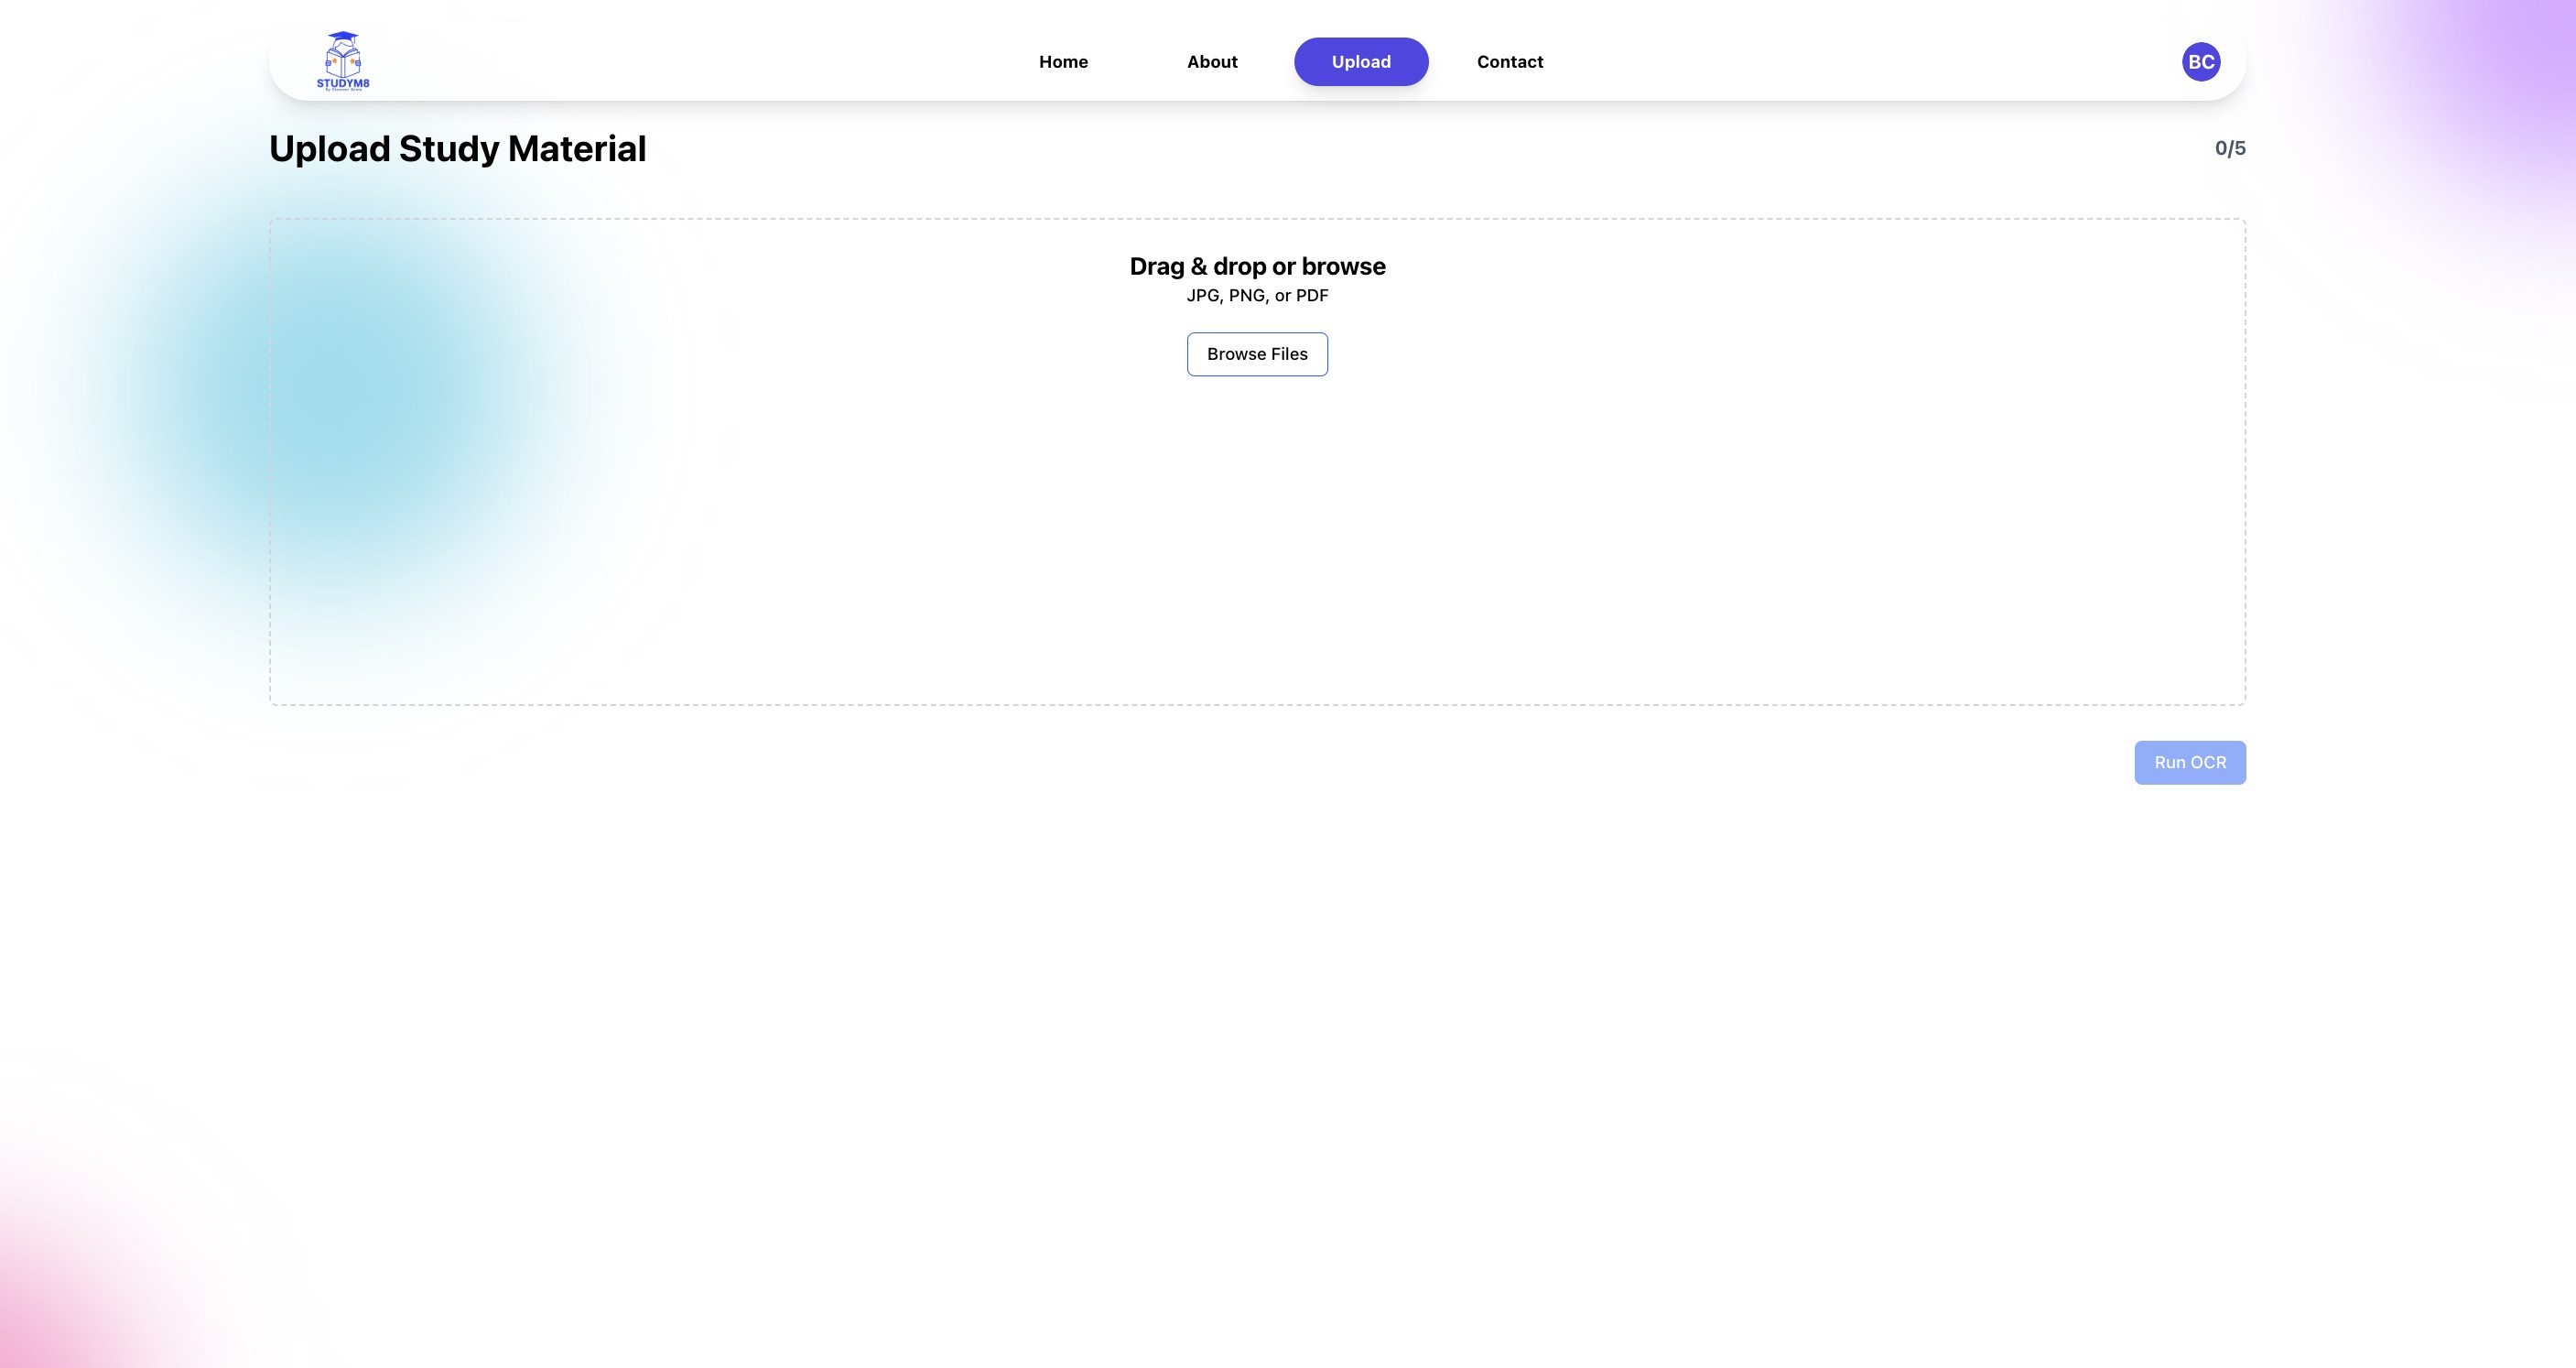 STUDYM8
Home
About
Upload
Contact
BC
Upload Study Material
0/5
Drag & drop or browse
JPG, PNG, or PDF
Browse Files
Run OCR